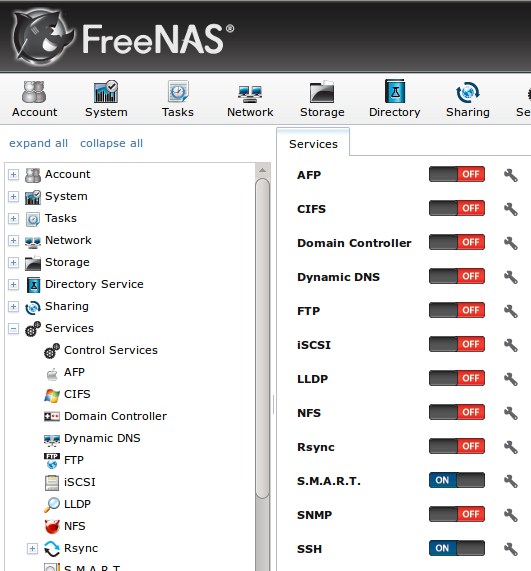 FreeNAS®
Account System Tasks Network Storage Directory Sharing
expand all collapse all
Services
Account
System
Tasks
Network
Storage
Directory Service
Sharing
Services
Control Services
AFP
CIFS
Domain Controller
Dynamic DNS
FTP
iSCSI
LLDP
NFS
Rsync
S.M.A.R.T.
AFP OFF
CIFS OFF
Domain Controller OFF
Dynamic DNS OFF
FTP OFF
iSCSI OFF
LLDP OFF
NFS OFF
Rsync OFF
S.M.A.R.T. ON
SNMP OFF
SSH ON